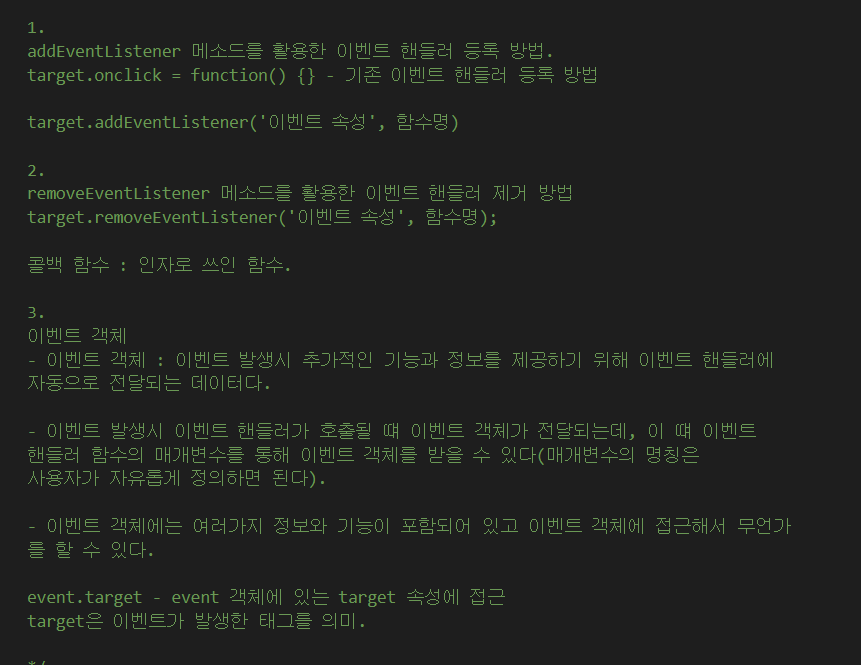 1.
addEventListener 메소드를 활용한 이벤트 핸들러 등록 방법.
target.onclick = function() {} - 기존 이벤트 핸들러 등록 방법
target.addEventListener('이벤트 속성', 함수명)
2.
removeEventListener 메소드를 활용한 이벤트 핸들러 제거 방법
target.removeEventListener('이벤트 속성', 함수명);
콜백 함수 : 인자로 쓰인 함수.
3.
이벤트 객체
- 이벤트 객체 : 이벤트 발생시 추가적인 기능과 정보를 제공하기 위해 이벤트 핸들러에
자동으로 전달되는 데이터다.
- 이벤트 발생시 이벤트 핸들러가 호출될 떄 이벤트 객체가 전달되는데, 이 떄 이벤트
핸들러 함수의 매개변수를 통해 이벤트 객체를 받을 수 있다(매개변수의 명칭은
사용자가 자유롭게 정의하면 된다).
- 이벤트 객체에는 여러가지 정보와 기능이 포함되어 있고 이벤트 객체에 접근해서 무언가
를 할 수 있다.
event.target - event 객체에 있는 target 속성에 접근
target은 이벤트가 발생한 태그를 의미.
*/